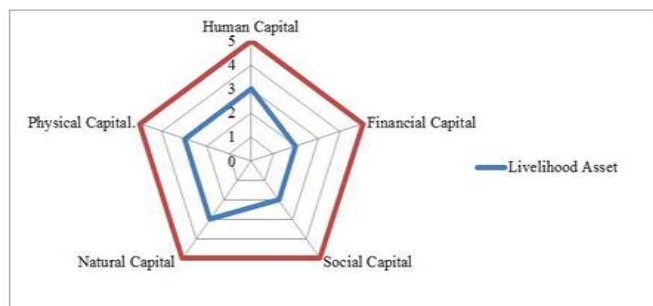 Human Capital
5
4
3
2
1
0
Physical Capital.
Financial Capital
Livelihood Asset
Natural Capital
Social Capital